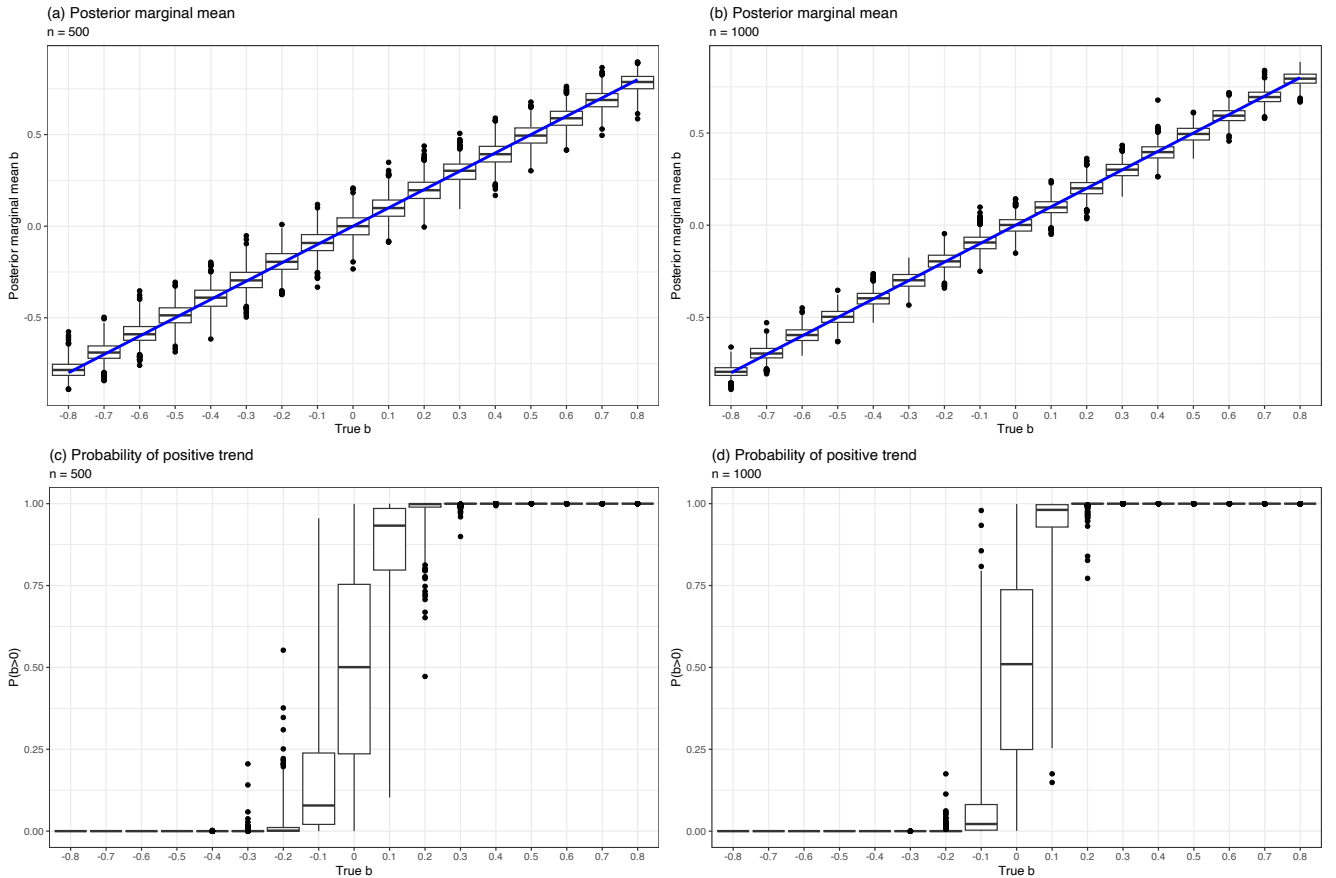 (a) Posterior marginal mean
n = 500
Posterior marginal mean b
0.5
0.0
-0.5
-0.8 -0.7 -0.6 -0.5 -0.4 -0.3 -0.2 -0.1 0 0.1 0.2 0.3 0.4 0.5 0.6 0.7 0.8
True b
(b) Posterior marginal mean
n = 1000
Posterior marginal mean b
0.5
0.0
-0.5
-0.8 -0.7 -0.6 -0.5 -0.4 -0.3 -0.2 -0.1 0 0.1 0.2 0.3 0.4 0.5 0.6 0.7 0.8
True b
(c) Probability of positive trend
n = 500
P(b>0)
1.00
0.75
0.50
0.25
0.00
-0.8 -0.7 -0.6 -0.5 -0.4 -0.3 -0.2 -0.1 0 0.1 0.2 0.3 0.4 0.5 0.6 0.7 0.8
True b
(d) Probability of positive trend
n = 1000
P(b>0)
1.00
0.75
0.50
0.25
0.00
-0.8 -0.7 -0.6 -0.5 -0.4 -0.3 -0.2 -0.1 0 0.1 0.2 0.3 0.4 0.5 0.6 0.7 0.8
True b